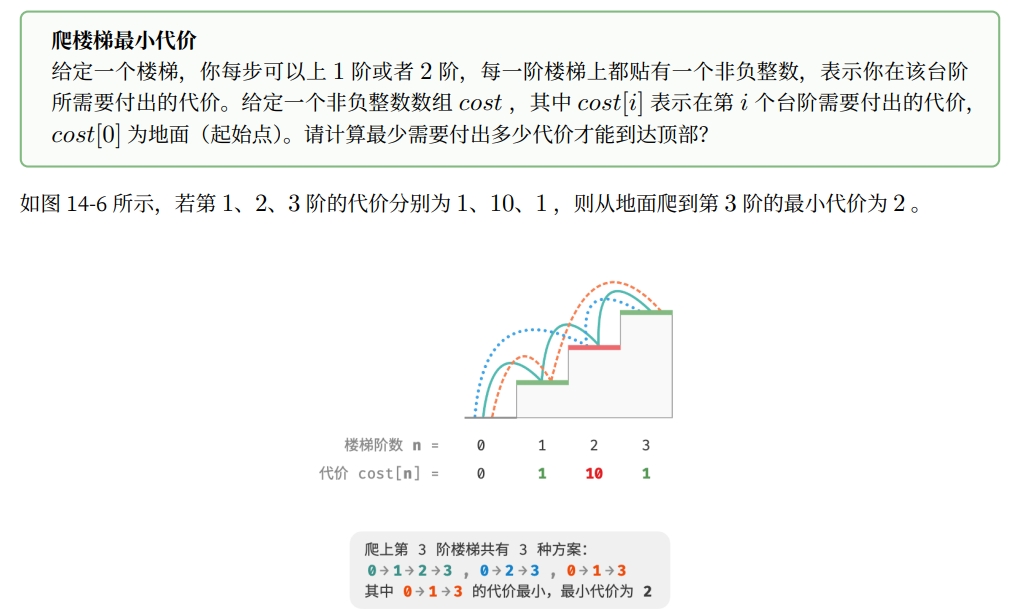 爬楼梯最小代价
给定一个楼梯，你每步可以上 1 阶或者 2 阶，每一阶楼梯上都贴有一个非负整数，表示你在该台阶
所需要付出的代价。给定一个非负整数数组 cost ，其中 cost[i] 表示在第 i 个台阶需要付出的代价，
cost[0] 为地面（起始点）。请计算最少需要付出多少代价才能到达顶部？
如图 14-6 所示，若第 1、2、3 阶的代价分别为 1、10、1 ，则从地面爬到第 3 阶的最小代价为 2 。
楼梯阶数 n = 0 1 2 3
代价 cost[n] = 0 1 10 1
爬上第 3 阶楼梯共有 3 种方案：
0→1→2→3 ，0→2→3 ，0→1→3
其中 0→1→3 的代价最小，最小代价为 2